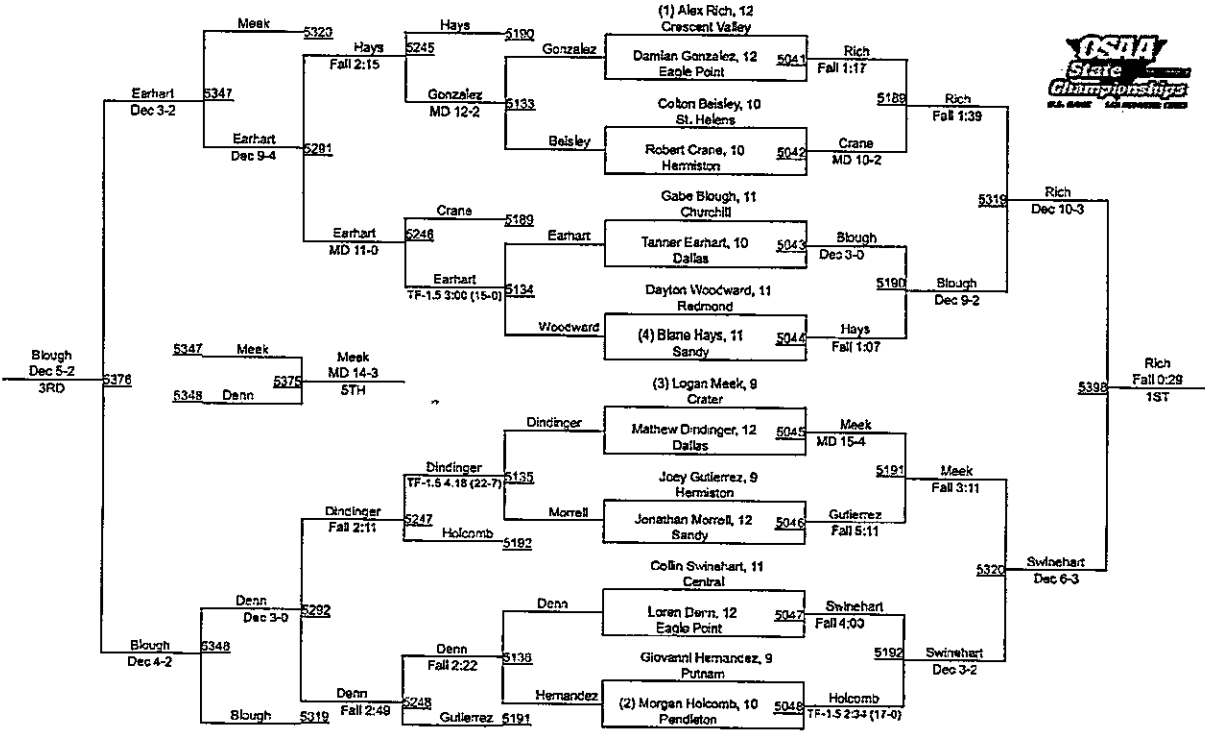 OSAA
State
Championships
Meek
5323
Earhart
Dec 3-2
5347
Earhart
Dec 9-4
5291
Hays
Fall 2:15
Hays
5190
5245
Gonzalez
MD 12-2
Gonzalez
5133
Beisley
(1) Alex Rich, 12
Crescent Valley
Damian Gonzalez, 12
Eagle Point
5041
Rich
Fall 1:17
Colton Beisley, 10
St. Helens
Robert Crane, 10
Hermiston
5042
Crane
MD 10-2
5189
Rich
Fall 1:39
Earhart
MD 11-0
Crane
5189
5246
Earhart
TF-1.5 3:00 (15-0)
Earhart
5134
Woodward
Gabe Blough, 11
Churchill
Tanner Earhart, 10
Dallas
5043
Blough
Dec 3-0
Dayton Woodward, 11
Redmond
(4) Blane Hays, 11
Sandy
5044
Hays
Fall 1:07
5190
Blough
Dec 9-2
5319
Rich
Dec 10-3
Blough
Dec 5-2
3RD
5376
5347
Meek
5348
Denn
5375
Meek
MD 14-3
5TH
5398
Rich
Fall 0:29
1ST
Dindinger
Fall 2:11
Dindinger
TF-1.5 4:18 (22-7)
5247
Holcomb
5192
Dindinger
5135
Morrell
(3) Logan Meek, 9
Crater
Mathew Dindinger, 12
Dallas
5045
Meek
MD 15-4
Joey Gutierrez, 9
Hermiston
Jonathan Morrell, 12
Sandy
5046
Gutierrez
Fall 5:11
5191
Meek
Fall 3:11
5320
Swinehart
Dec 6-3
Blough
Dec 4-2
5348
Denn
Dec 3-0
5292
Blough
5319
Denn
Fall 2:49
Denn
Fall 2:22
5248
Gutierrez
5191
Denn
5136
Hernandez
Collin Swinehart, 11
Central
Loren Denn, 12
Eagle Point
5047
Swinehart
Fall 4:00
Giovanni Hernandez, 9
Putnam
(2) Morgan Holcomb, 10
Pendleton
5048
Holcomb
TF-1.5 2:34 (17-0)
5192
Swinehart
Dec 3-2